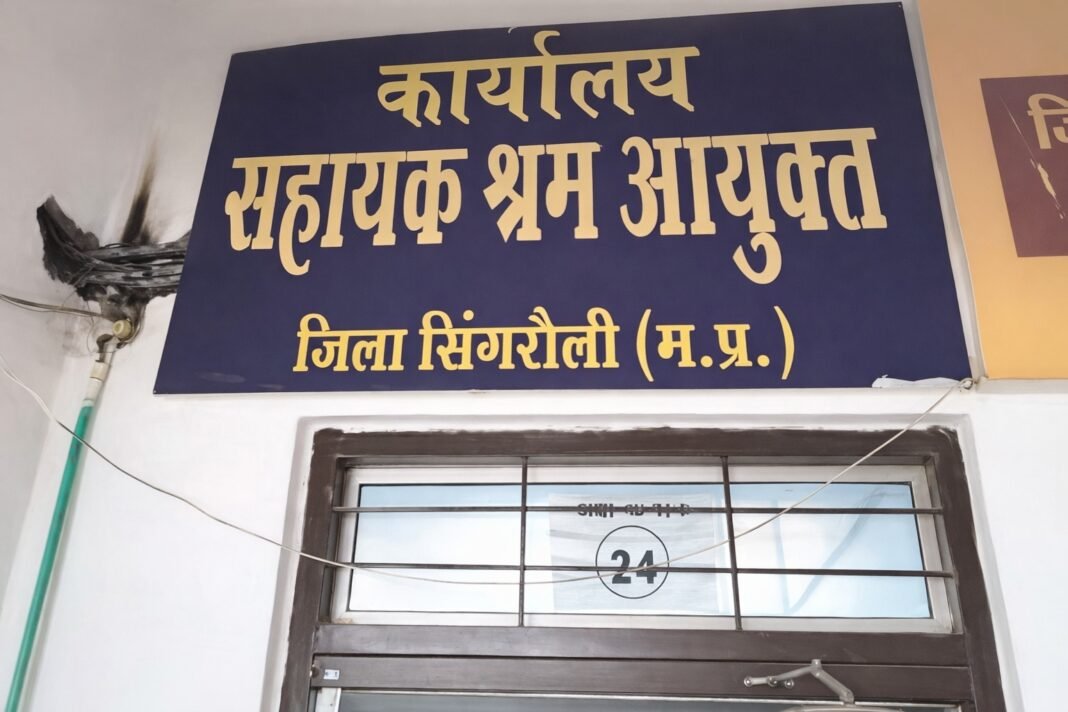 कार्यालय
सहायक श्रम आयुक्त
जिला सिंगरौली (म.प्र.)
24